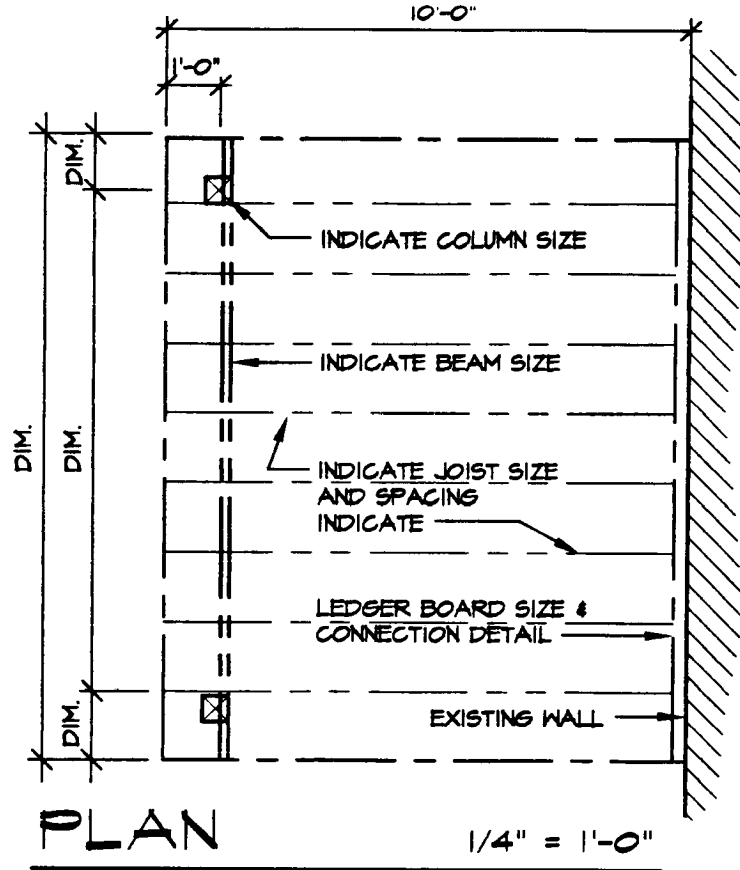 10'-0"
1'-0"
DIM.
INDICATE COLUMN SIZE
INDICATE BEAM SIZE
DIM.
DIM.
INDICATE JOIST SIZE
AND SPACING
INDICATE
LEDGER BOARD SIZE &
CONNECTION DETAIL
EXISTING WALL
DIM.
PLAN
1/4" = 1'-0"